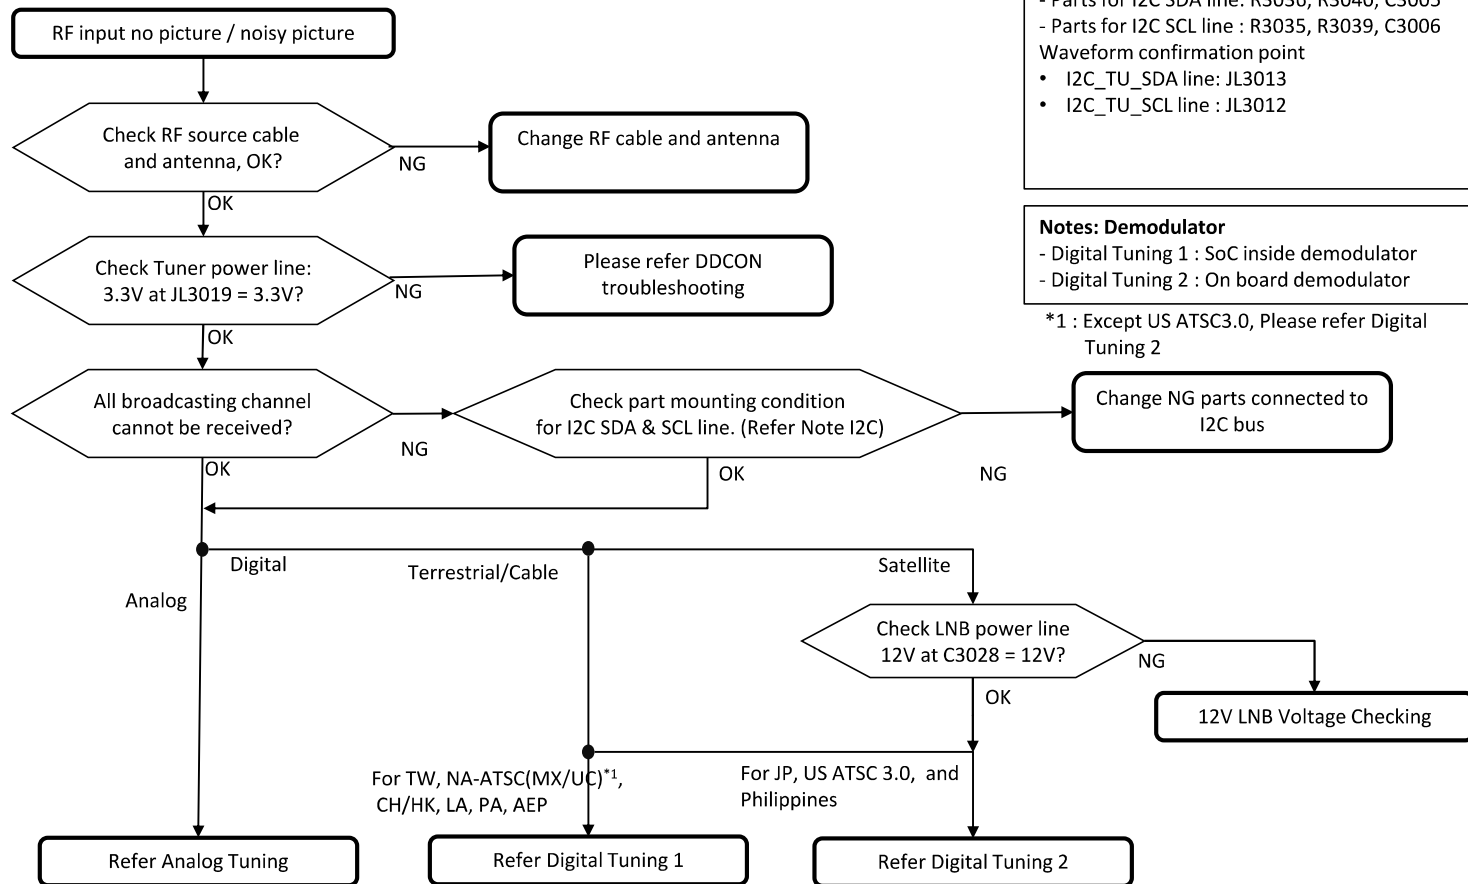 - Parts for I2C SDA line: R3036, R3040, C3005
- Parts for I2C SCL line : R3035, R3039, C3006
Waveform confirmation point
• I2C_TU_SDA line: JL3013
• I2C_TU_SCL line : JL3012
RF input no picture / noisy picture
Check RF source cable
and antenna, OK?
NG
Change RF cable and antenna
OK
Notes: Demodulator
- Digital Tuning 1 : SoC inside demodulator
- Digital Tuning 2 : On board demodulator
*1 : Except US ATSC3.0, Please refer Digital
Tuning 2
Check Tuner power line:
3.3V at JL3019 = 3.3V?
NG
Please refer DDCON
troubleshooting
OK
All broadcasting channel
cannot be received?
NG
Check part mounting condition
for I2C SDA & SCL line. (Refer Note I2C)
NG
Change NG parts connected to
I2C bus
OK
OK
Digital
Analog
Terrestrial/Cable
Satellite
Check LNB power line
12V at C3028 = 12V?
NG
12V LNB Voltage Checking
OK
For TW, NA-ATSC(MX/UC)*1,
CH/HK, LA, PA, AEP
For JP, US ATSC 3.0, and
Philippines
Refer Analog Tuning
Refer Digital Tuning 1
Refer Digital Tuning 2